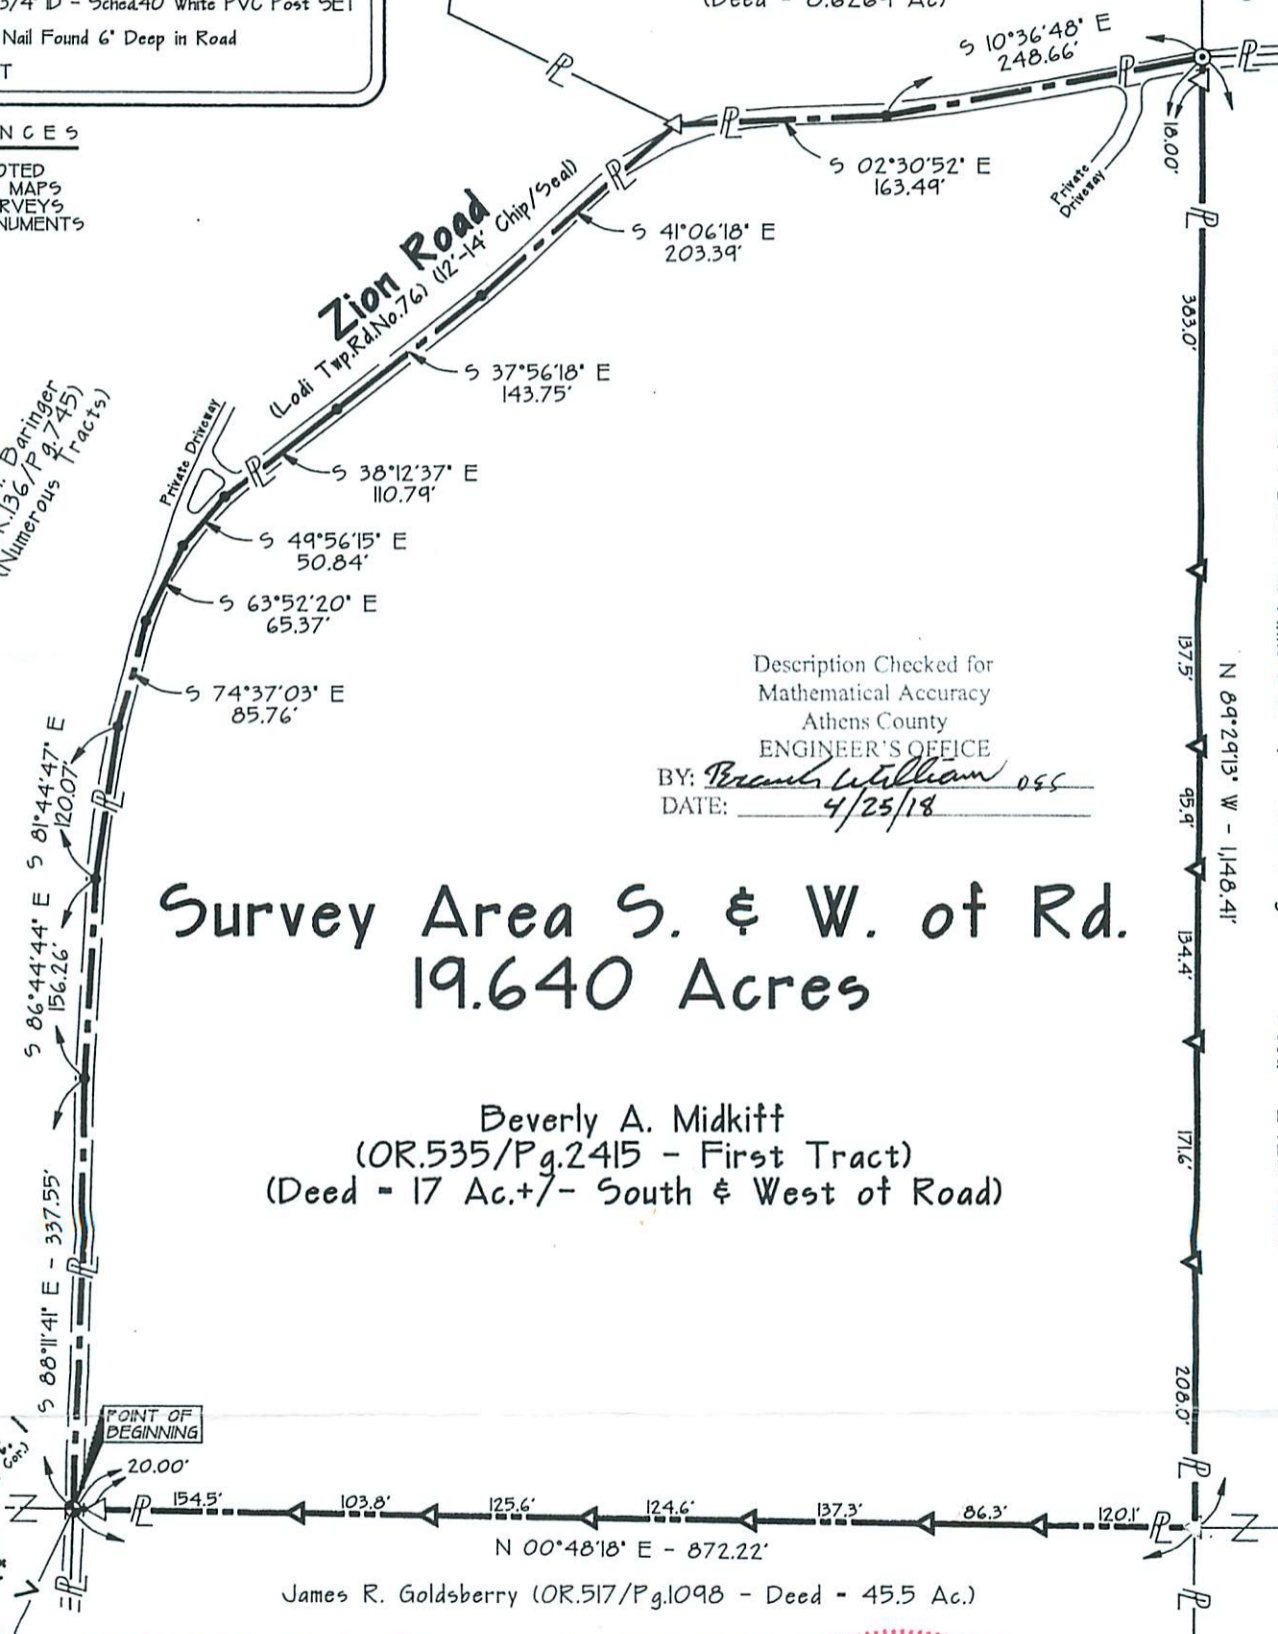 3/4" ID - Sched.40 White PVC Post SET
Nail Found 6" Deep in Road
T
NCES
OTED
MAPS
RVEYS
NUMENTS
S 10°36'48" E
248.66'
S 02°30'52" E
163.49'
Private
Driveway
18.00'
383.0'
Zion Road
(Lodi Twp.Rd.No.76) (12'-14' Chip/Seal)
S 41°06'18" E
203.39'
S 37°56'18" E
143.75'
Baringer
136/Pg.745)
(Numerous Tracts)
Private Driveway
S 38°12'37" E
110.79'
S 49°56'15" E
50.84'
S 63°52'20" E
65.37'
S 74°37'03" E
85.76'
S 81°44'47" E
120.07'
S 86°44'44" E
156.26'
S 88°11'41" E - 337.55'
Description Checked for
Mathematical Accuracy
Athens County
ENGINEER'S OFFICE
BY:
DATE: 4/25/18
137.5'
95.9'
N 89°29'13" W - 1,148.41'
134.4'
171.6'
208.0'
Survey Area S. & W. of Rd.
19.640 Acres
Beverly A. Midkiff
(OR.535/Pg.2415 - First Tract)
(Deed = 17 Ac.+/- South & West of Road)
POINT OF
BEGINNING
20.00'
154.5' 103.8' 125.6' 124.6' 137.3' 86.3' 120.1'
N 00°48'18" E - 872.22'
James R. Goldsberry (OR.517/Pg.1098 - Deed = 45.5 Ac.)